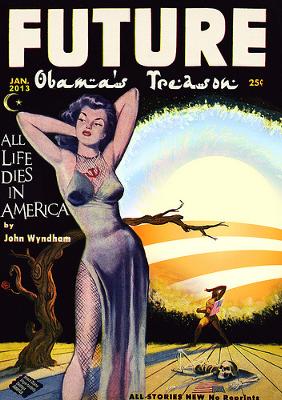 FUTURE
JAN.
2013
Obama's Treason
25¢
ALL
LIFE
DIES
IN
AMERICA
by
John Wyndham
ALL STORIES NEW No Reprints